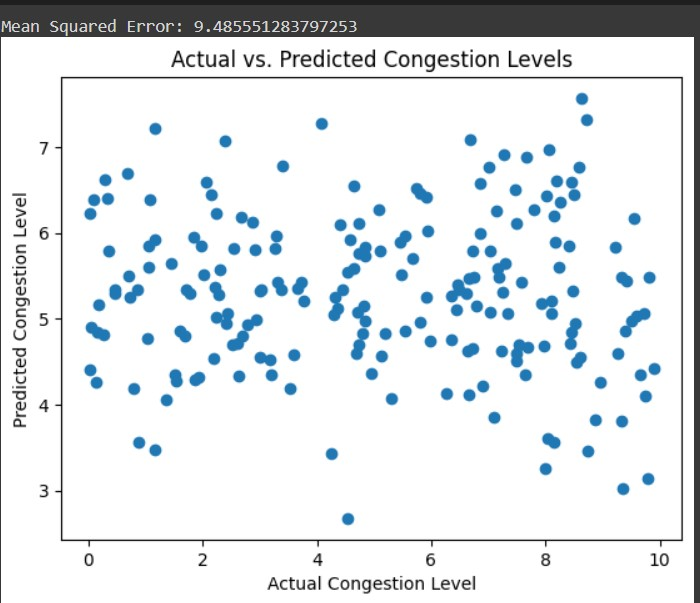 Mean Squared Error: 9.485551283797253
Actual vs. Predicted Congestion Levels
7
6
5
4
3
Predicted Congestion Level
0 2 4 6 8 10
Actual Congestion Level